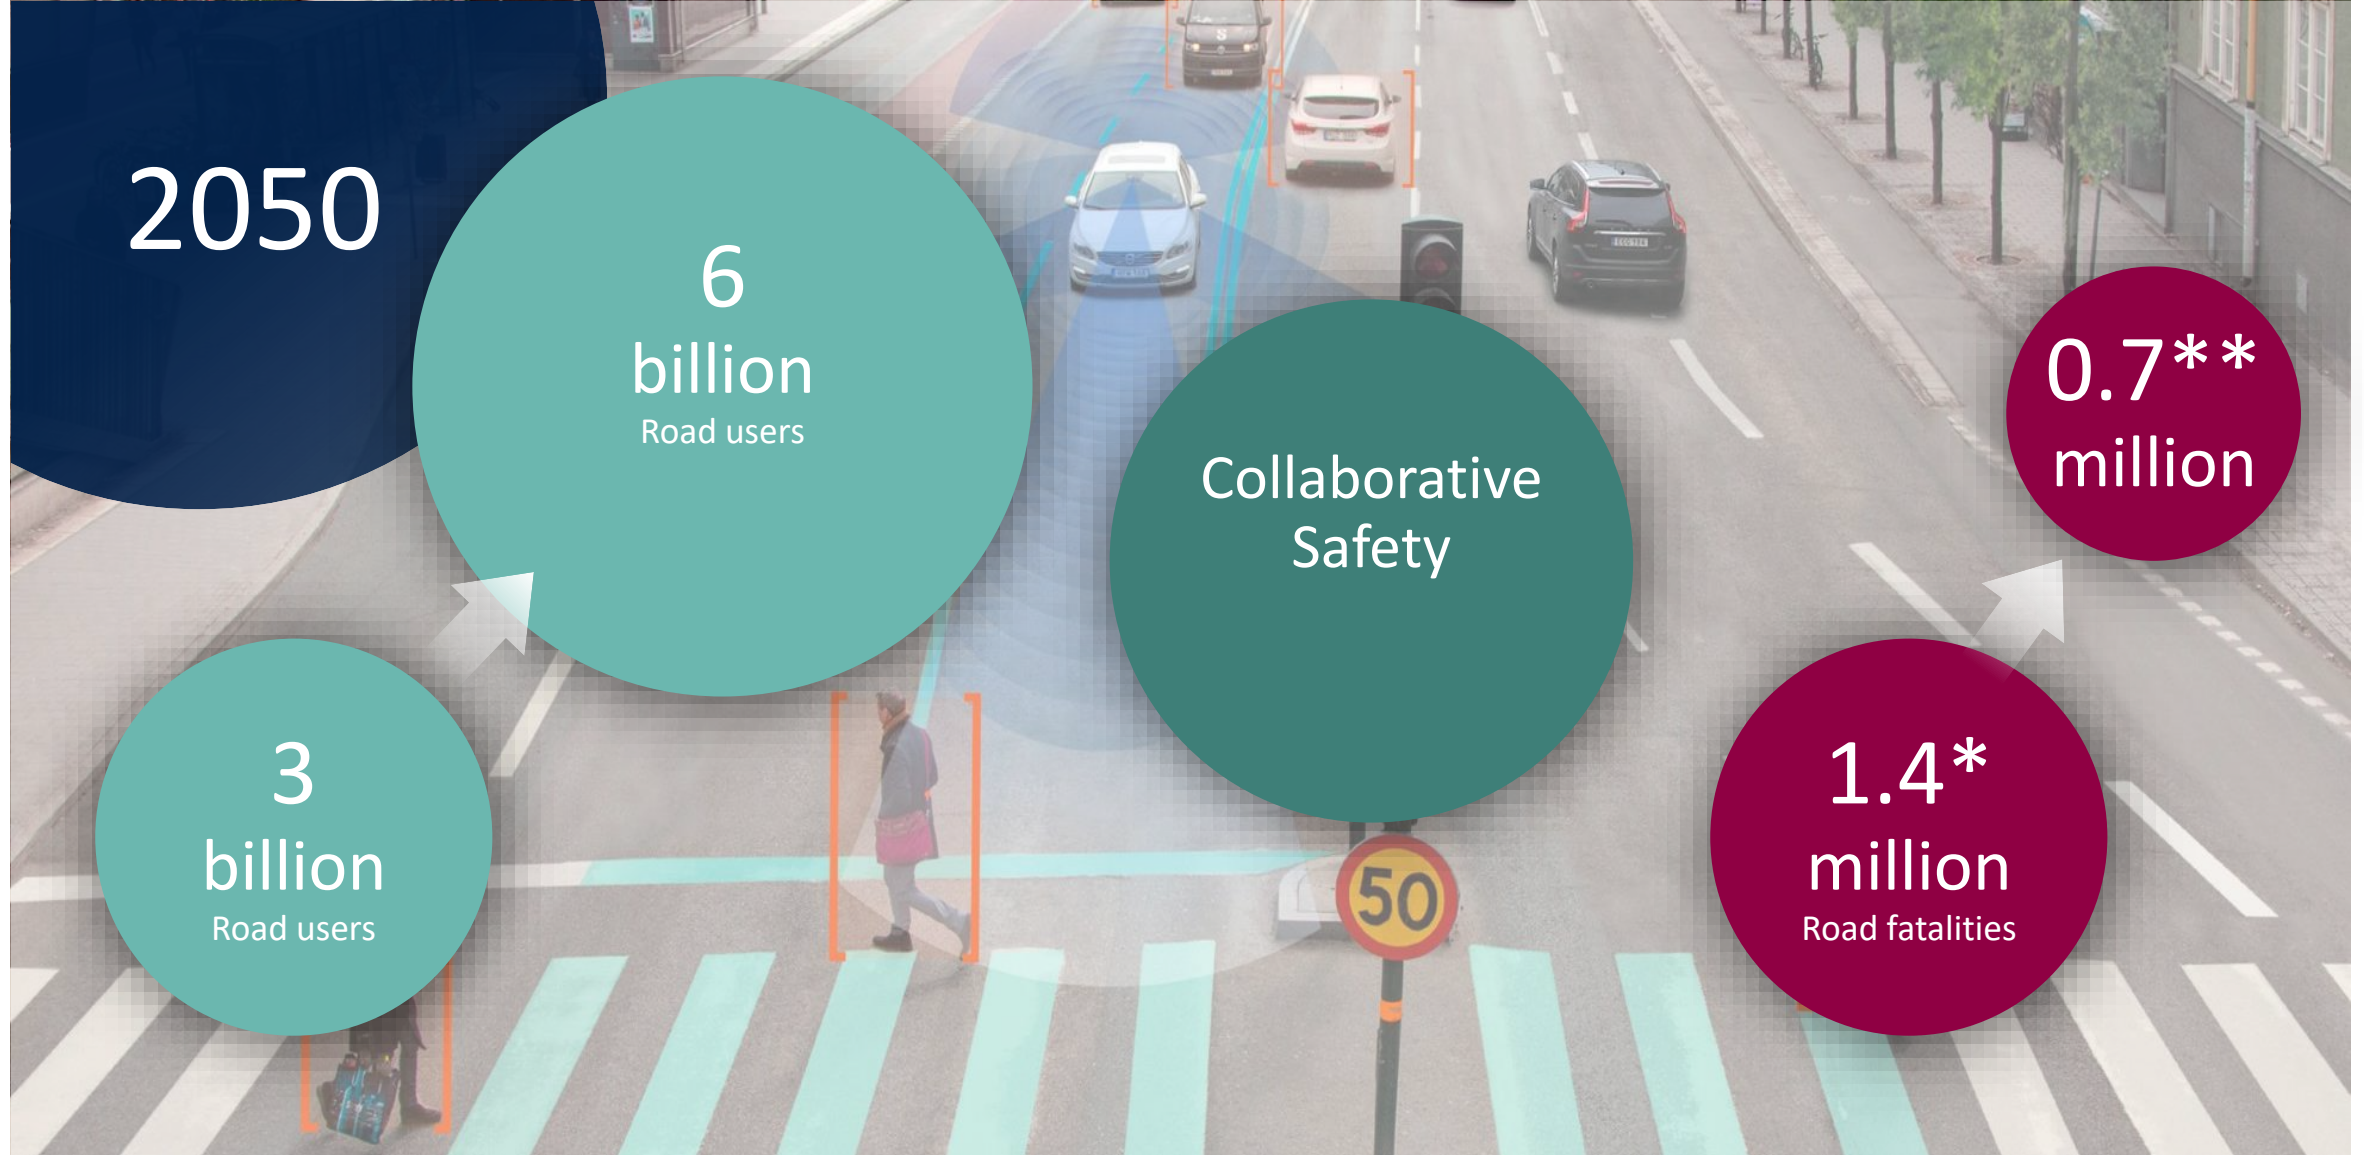 2050
6
billion
Road users
3
billion
Road users
Collaborative
Safety
0.7**
million
1.4*
million
Road fatalities
50